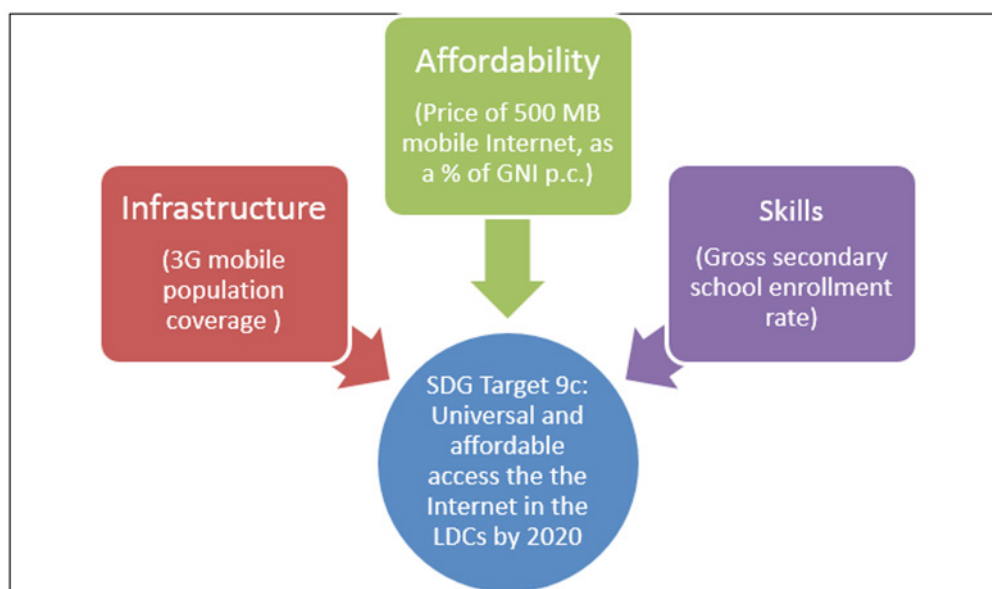 Affordability
(Price of 500 MB
mobile Internet, as
a % of GNI p.c.)
Infrastructure
(3G mobile
population
coverage )
Skills
(Gross secondary
school enrollment
rate)
SDG Target 9c:
Universal and
affordable
access the the
Internet in the
LDCs by 2020